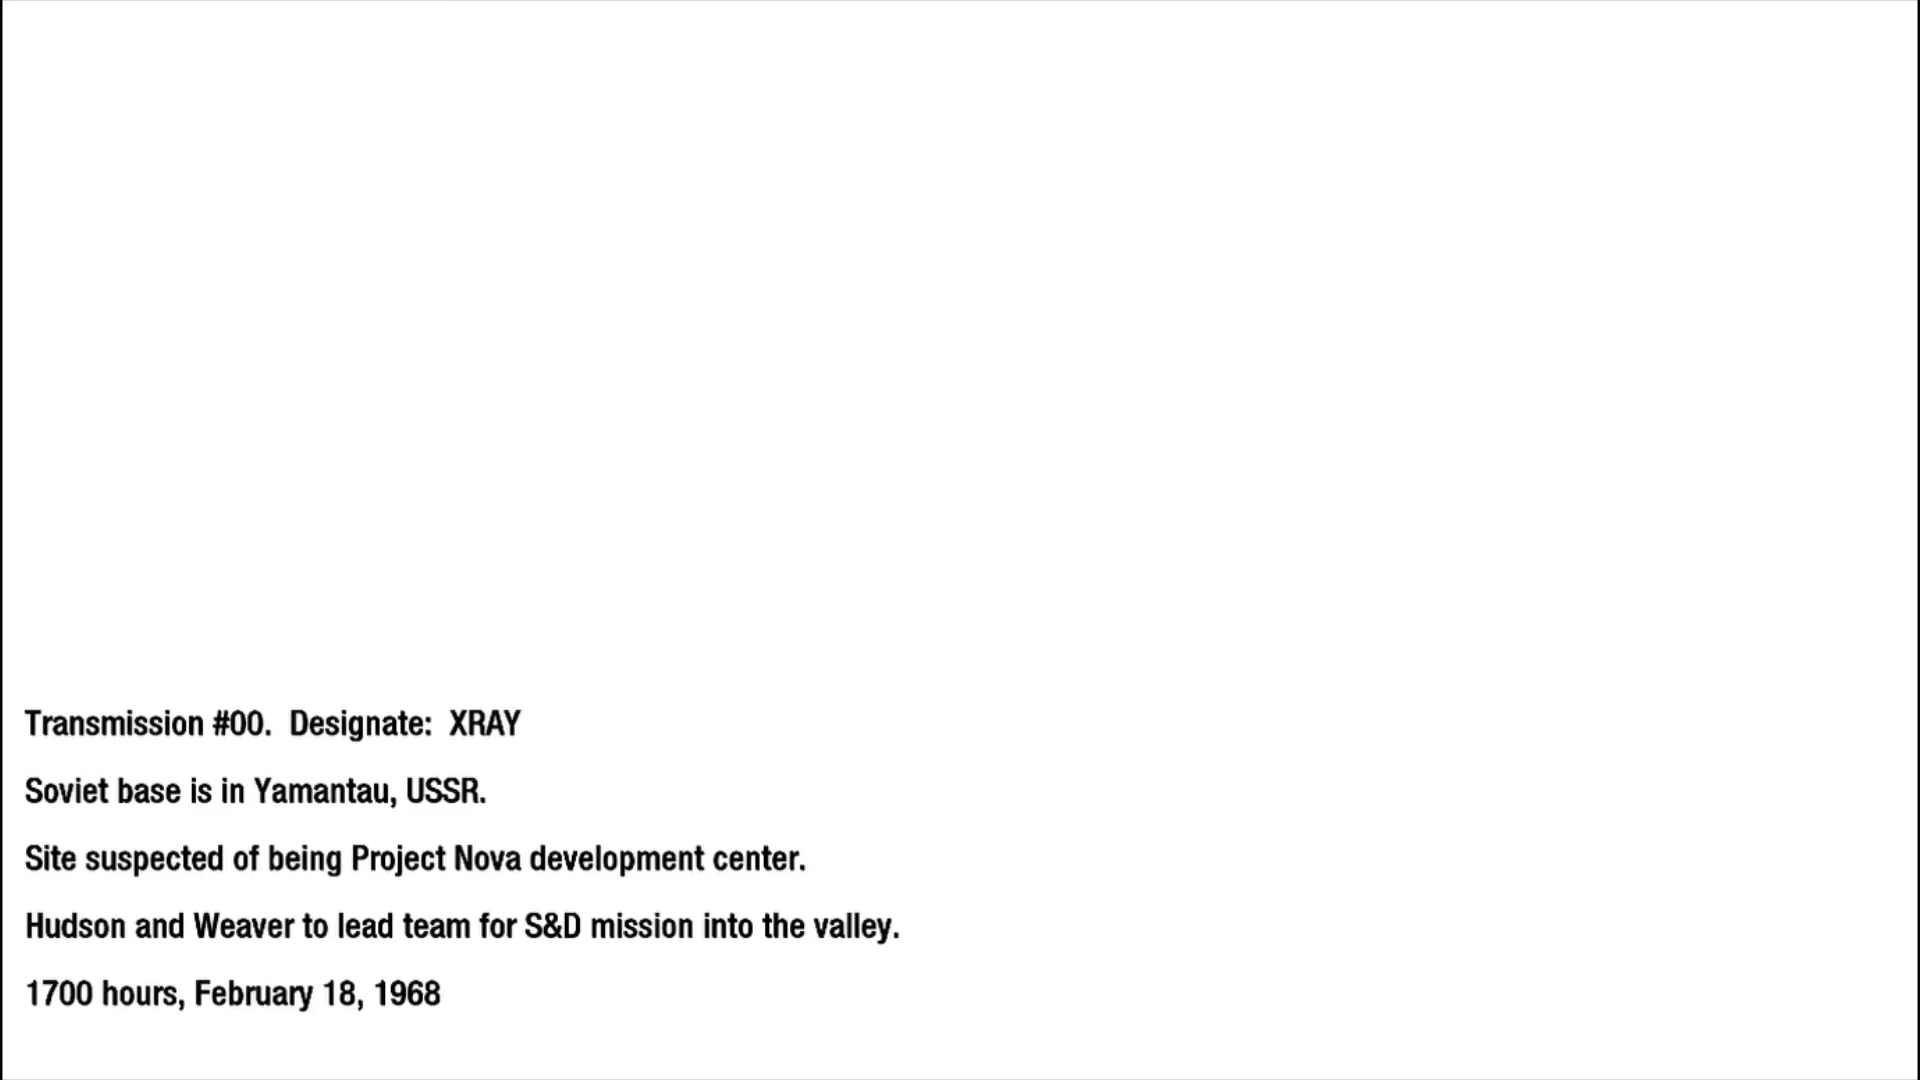 Transmission #00.  Designate:  XRAY
Soviet base is in Yamantau, USSR.
Site suspected of being Project Nova development center.
Hudson and Weaver to lead team for S&D mission into the valley.
1700 hours, February 18, 1968